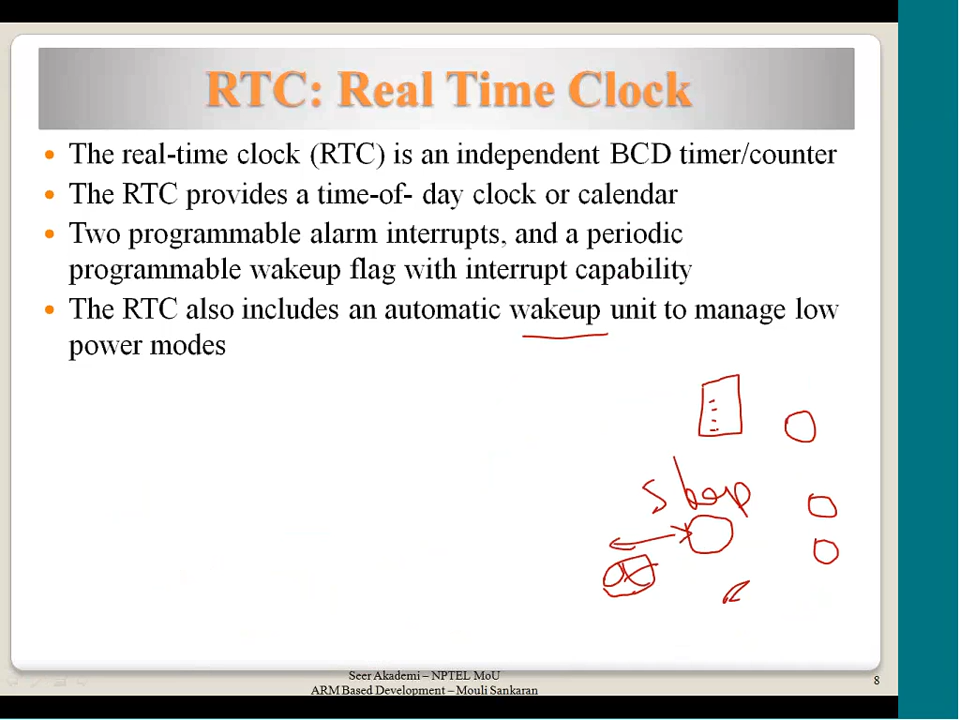 RTC: Real Time Clock
• The real-time clock (RTC) is an independent BCD timer/counter
• The RTC provides a time-of- day clock or calendar
• Two programmable alarm interrupts, and a periodic
programmable wakeup flag with interrupt capability
• The RTC also includes an automatic wakeup unit to manage low
power modes
Seer Akademi – NPTEL MoU
ARM Based Development – Mouli Sankaran
8